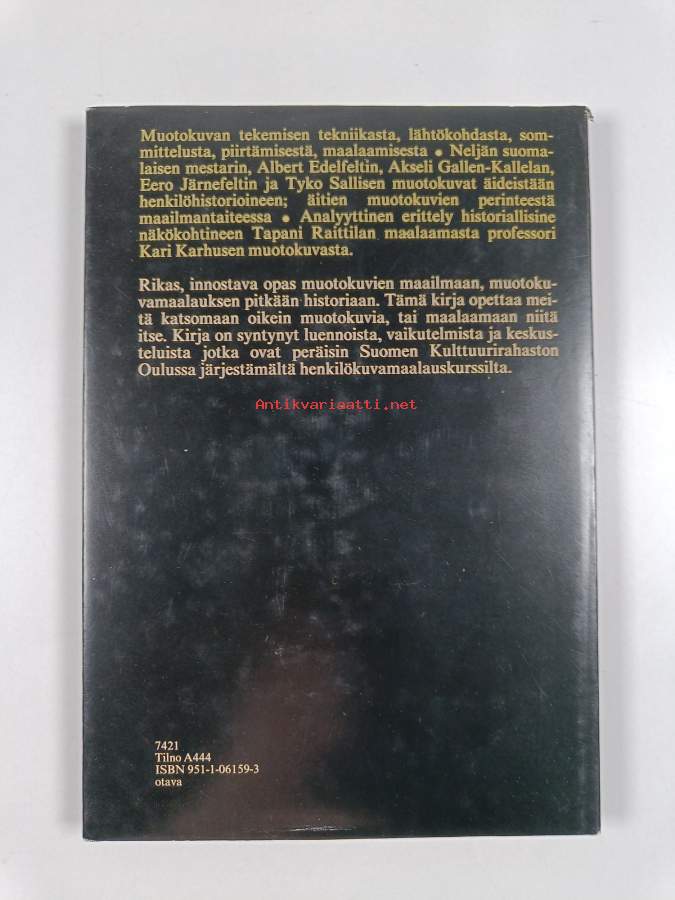 Muotokuvan tekemisen tekniikasta, lähtökohdasta, som-
mittelusta, piirtämisestä, maalaamisesta • Neljän suoma-
laisen mestarin, Albert Edelfeltin, Akseli Gallen-Kallelan,
Eero Järnefeltin ja Tyko Sallisen muotokuvat äideistään
henkilöhistorioineen; äitien muotokuvien perinteestä
maailmantaiteessa • Analyyttinen erittely historiallisine
näkökohtineen Tapani Raittilan maalaamasta professori
Kari Karhusen muotokuvasta.
Rikas, innostava opas muotokuvien maailmaan, muotoku-
vamaalauksen pitkään historiaan. Tämä kirja opettaa mei-
tä katsomaan oikein muotokuvia, tai maalaamaan niitä
itse. Kirja on syntynyt luennoista, vaikutelmista ja keskus-
teluista jotka ovat peräisin Suomen Kulttuurirahaston
Oulussa järjestämältä henkilökuvamaalauskurssilta.
Antikvariaatti.net
7421
Tilno A444
ISBN 951-1-06159-3
otava